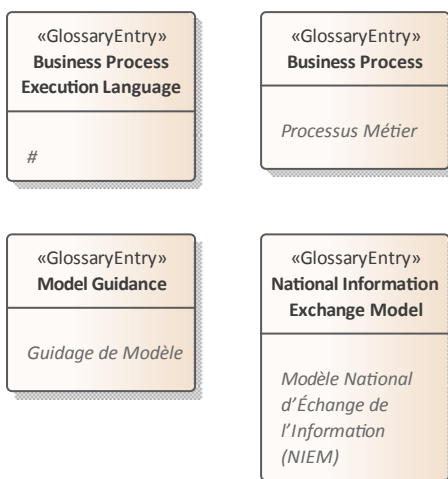 «GlossaryEntry»
Business Process
Execution Language
#
«GlossaryEntry»
Business Process
Processus Métier
«GlossaryEntry»
Model Guidance
Guidage de Modèle
«GlossaryEntry»
National Information
Exchange Model
Modèle National
d’Échange de
l’Information
(NIEM)